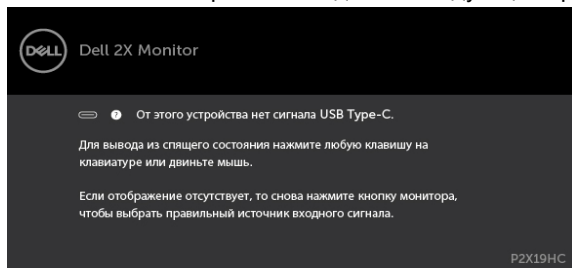 DELL Dell 2X Monitor
От этого устройства нет сигнала USB Type-C.
Для вывода из спящего состояния нажмите любую клавишу на
клавиатуре или двиньте мышь.
Если отображение отсутствует, то снова нажмите кнопку монитора,
чтобы выбрать правильный источник входного сигнала.
P2X19HC